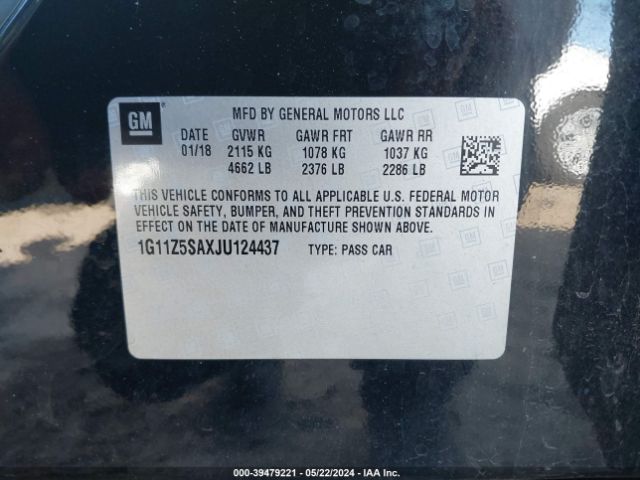 GM
MFD BY GENERAL MOTORS LLC
DATE GVWR GAWR FRT GAWR RR
01/18 2115 KG 1078 KG 1037 KG
4662 LB 2376 LB 2286 LB
THIS VEHICLE CONFORMS TO ALL APPLICABLE U.S. FEDERAL MOTOR
VEHICLE SAFETY, BUMPER, AND THEFT PREVENTION STANDARDS IN
EFFECT ON THE DATE OF MANUFACTURE SHOWN ABOVE.
1G11Z5SAXJU124437 TYPE: PASS CAR
000-39479221 - 05/22/2024 - IAA Inc.